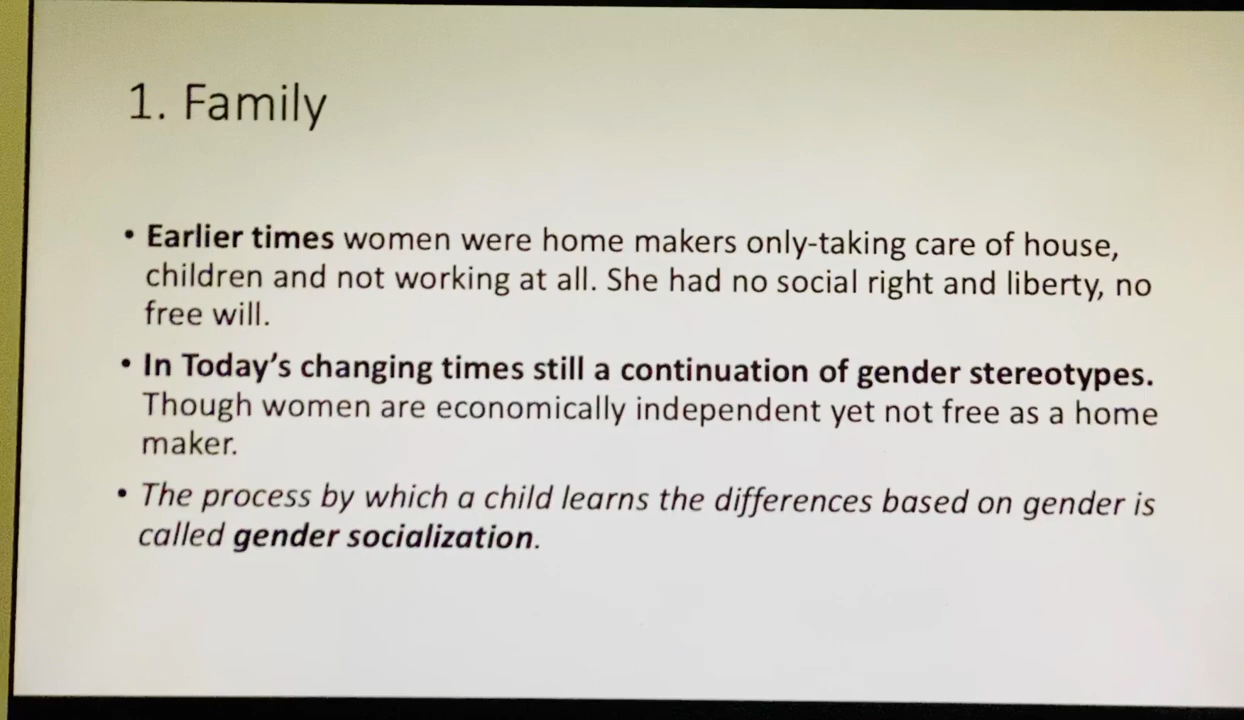 1. Family
• Earlier times women were home makers only-taking care of house,
children and not working at all. She had no social right and liberty, no
free will.
• In Today's changing times still a continuation of gender stereotypes.
Though women are economically independent yet not free as a home
maker.
• The process by which a child learns the differences based on gender is
called gender socialization.